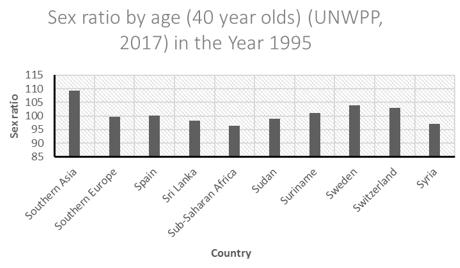 Sex ratio by age (40 year olds) (UNWPP,
2017) in the Year 1995
115
110
105
100
95
90
85
Sex ratio
Southern Asia
Southern Europe
Spain
Sri Lanka
Sub-Saharan Africa
Sudan
Suriname
Sweden
Switzerland
Syria
Country